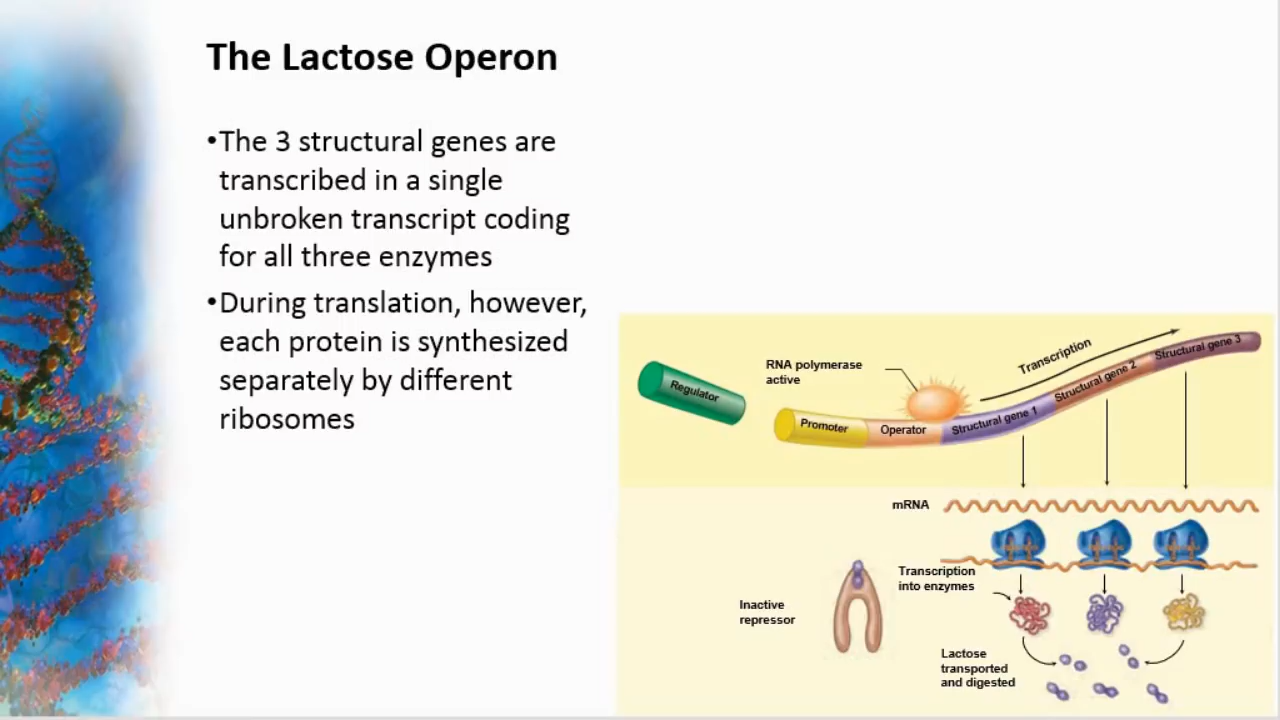 The Lactose Operon
•The 3 structural genes are
transcribed in a single
unbroken transcript coding
for all three enzymes
•During translation, however,
each protein is synthesized
separately by different
ribosomes
Regulator
RNA polymerase
active
Transcription
Promoter
Operator
Structural gene 1
Structural gene 2
Structural gene 3
mRNA
Transcription
into enzymes
Inactive
repressor
Lactose
transported
and digested